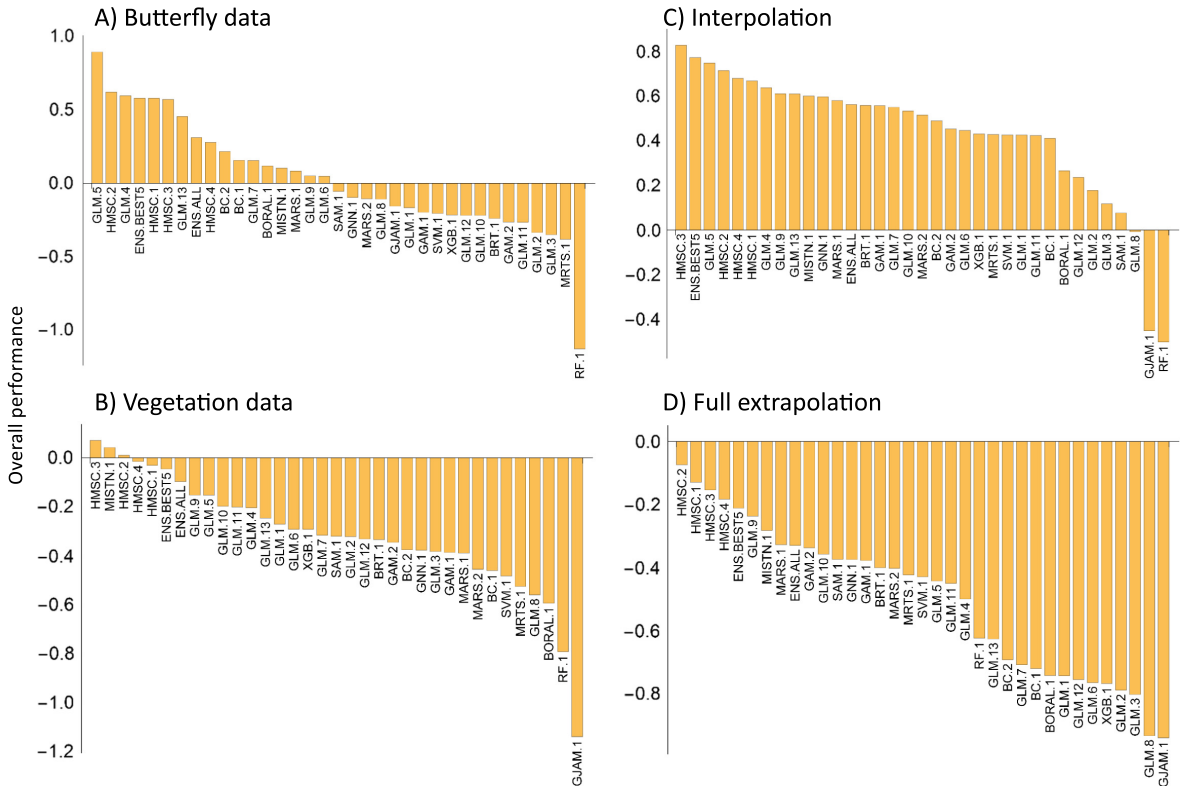 A) Butterfly data
1.0
0.5
0.0
−0.5
−1.0
GLM.5
HMSC.2
GLM.4
ENS.BEST5
HMSC.1
HMSC.3
GLM.13
ENS.ALL
HMSC.4
BC.2
BC.1
GLM.7
BORAL.1
MISTN.1
MARS.1
GLM.9
GLM.6
SAM.1
GNN.1
MARS.2
GLM.8
GJAM.1
GLM.1
GAM.1
SVM.1
XGB.1
GLM.12
GLM.10
BRT.1
GAM.2
GLM.11
GLM.2
GLM.3
MRTS.1
RF.1
C) Interpolation
0.8
0.6
0.4
0.2
0.0
−0.2
−0.4
HMSC.3
ENS.BEST5
GLM.5
HMSC.2
HMSC.4
HMSC.1
GLM.4
GLM.9
GLM.13
MISTN.1
GNN.1
MARS.1
ENS.ALL
BRT.1
GAM.1
GLM.7
GLM.10
MARS.2
BC.2
GAM.2
GLM.6
XGB.1
MRTS.1
SVM.1
GLM.1
GLM.11
BC.1
BORAL.1
GLM.12
GLM.2
GLM.3
SAM.1
GLM.8
GJAM.1
RF.1
Overall performance
B) Vegetation data
0.0
−0.2
−0.4
−0.6
−0.8
−1.0
−1.2
HMSC.3
MISTN.1
HMSC.2
HMSC.4
HMSC.1
ENS.BEST5
ENS.ALL
GLM.9
GLM.5
GLM.10
GLM.11
GLM.4
GLM.13
GLM.1
GLM.6
XGB.1
GLM.7
SAM.1
GLM.2
GLM.12
BRT.1
GAM.2
BC.2
GNN.1
GLM.3
GAM.1
MARS.1
MARS.2
BC.1
SVM.1
MRTS.1
GLM.8
BORAL.1
RF.1
GJAM.1
D) Full extrapolation
0.0
−0.2
−0.4
−0.6
−0.8
HMSC.2
HMSC.1
HMSC.3
HMSC.4
ENS.BEST5
GLM.9
MISTN.1
MARS.1
ENS.ALL
GAM.2
GLM.10
SAM.1
GNN.1
GAM.1
BRT.1
MARS.2
MRTS.1
SVM.1
GLM.5
GLM.11
GLM.4
RF.1
GLM.13
BC.2
GLM.7
BC.1
BORAL.1
GLM.1
GLM.12
GLM.6
XGB.1
GLM.2
GLM.3
GLM.8
GJAM.1